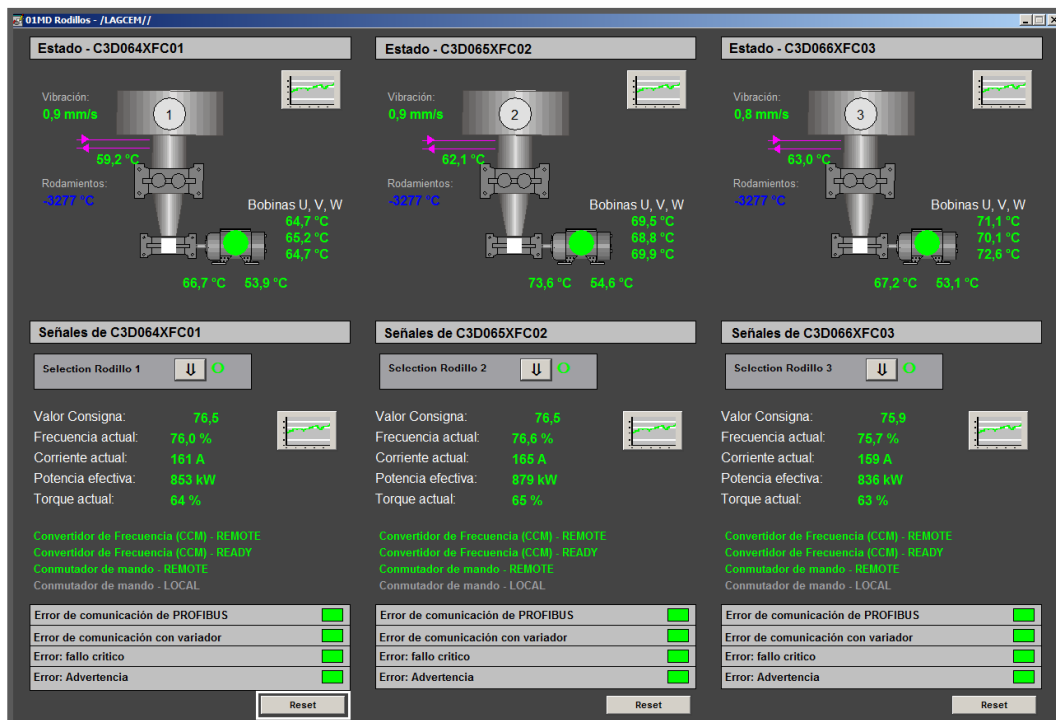 01MD Rodillos - /LAGCEM//
Estado - C3D064XFC01
Vibración:
0,9 mm/s
1
59,2 °C
Rodamientos:
-3277 °C
Bobinas U, V, W
64,7 °C
65,2 °C
64,7 °C
66,7 °C 53,9 °C
Estado - C3D065XFC02
Vibración:
0,9 mm/s
2
62,1 °C
Rodamientos:
-3277 °C
Bobinas U, V, W
69,5 °C
68,8 °C
69,9 °C
73,6 °C 54,6 °C
Estado - C3D066XFC03
Vibración:
0,8 mm/s
3
63,0 °C
Rodamientos:
-3277 °C
Bobinas U, V, W
71,1 °C
70,1 °C
72,6 °C
67,2 °C 53,1 °C
Señales de C3D064XFC01
Selection Rodillo 1
Valor Consigna: 76,5
Frecuencia actual: 76,0 %
Corriente actual: 161 A
Potencia efectiva: 853 kW
Torque actual: 64 %
Convertidor de Frecuencia (CCM) - REMOTE
Convertidor de Frecuencia (CCM) - READY
Conmutador de mando - REMOTE
Conmutador de mando - LOCAL
Error de comunicación de PROFIBUS
Error de comunicación con variador
Error: fallo critico
Error: Advertencia
Reset
Señales de C3D065XFC02
Selection Rodillo 2
Valor Consigna: 76,5
Frecuencia actual: 76,6 %
Corriente actual: 165 A
Potencia efectiva: 879 kW
Torque actual: 65 %
Convertidor de Frecuencia (CCM) - REMOTE
Convertidor de Frecuencia (CCM) - READY
Conmutador de mando - REMOTE
Conmutador de mando - LOCAL
Error de comunicación de PROFIBUS
Error de comunicación con variador
Error: fallo critico
Error: Advertencia
Reset
Señales de C3D066XFC03
Selection Rodillo 3
Valor Consigna: 75,9
Frecuencia actual: 75,7 %
Corriente actual: 159 A
Potencia efectiva: 836 kW
Torque actual: 63 %
Convertidor de Frecuencia (CCM) - REMOTE
Convertidor de Frecuencia (CCM) - READY
Conmutador de mando - REMOTE
Conmutador de mando - LOCAL
Error de comunicación de PROFIBUS
Error de comunicación con variador
Error: fallo critico
Error: Advertencia
Reset